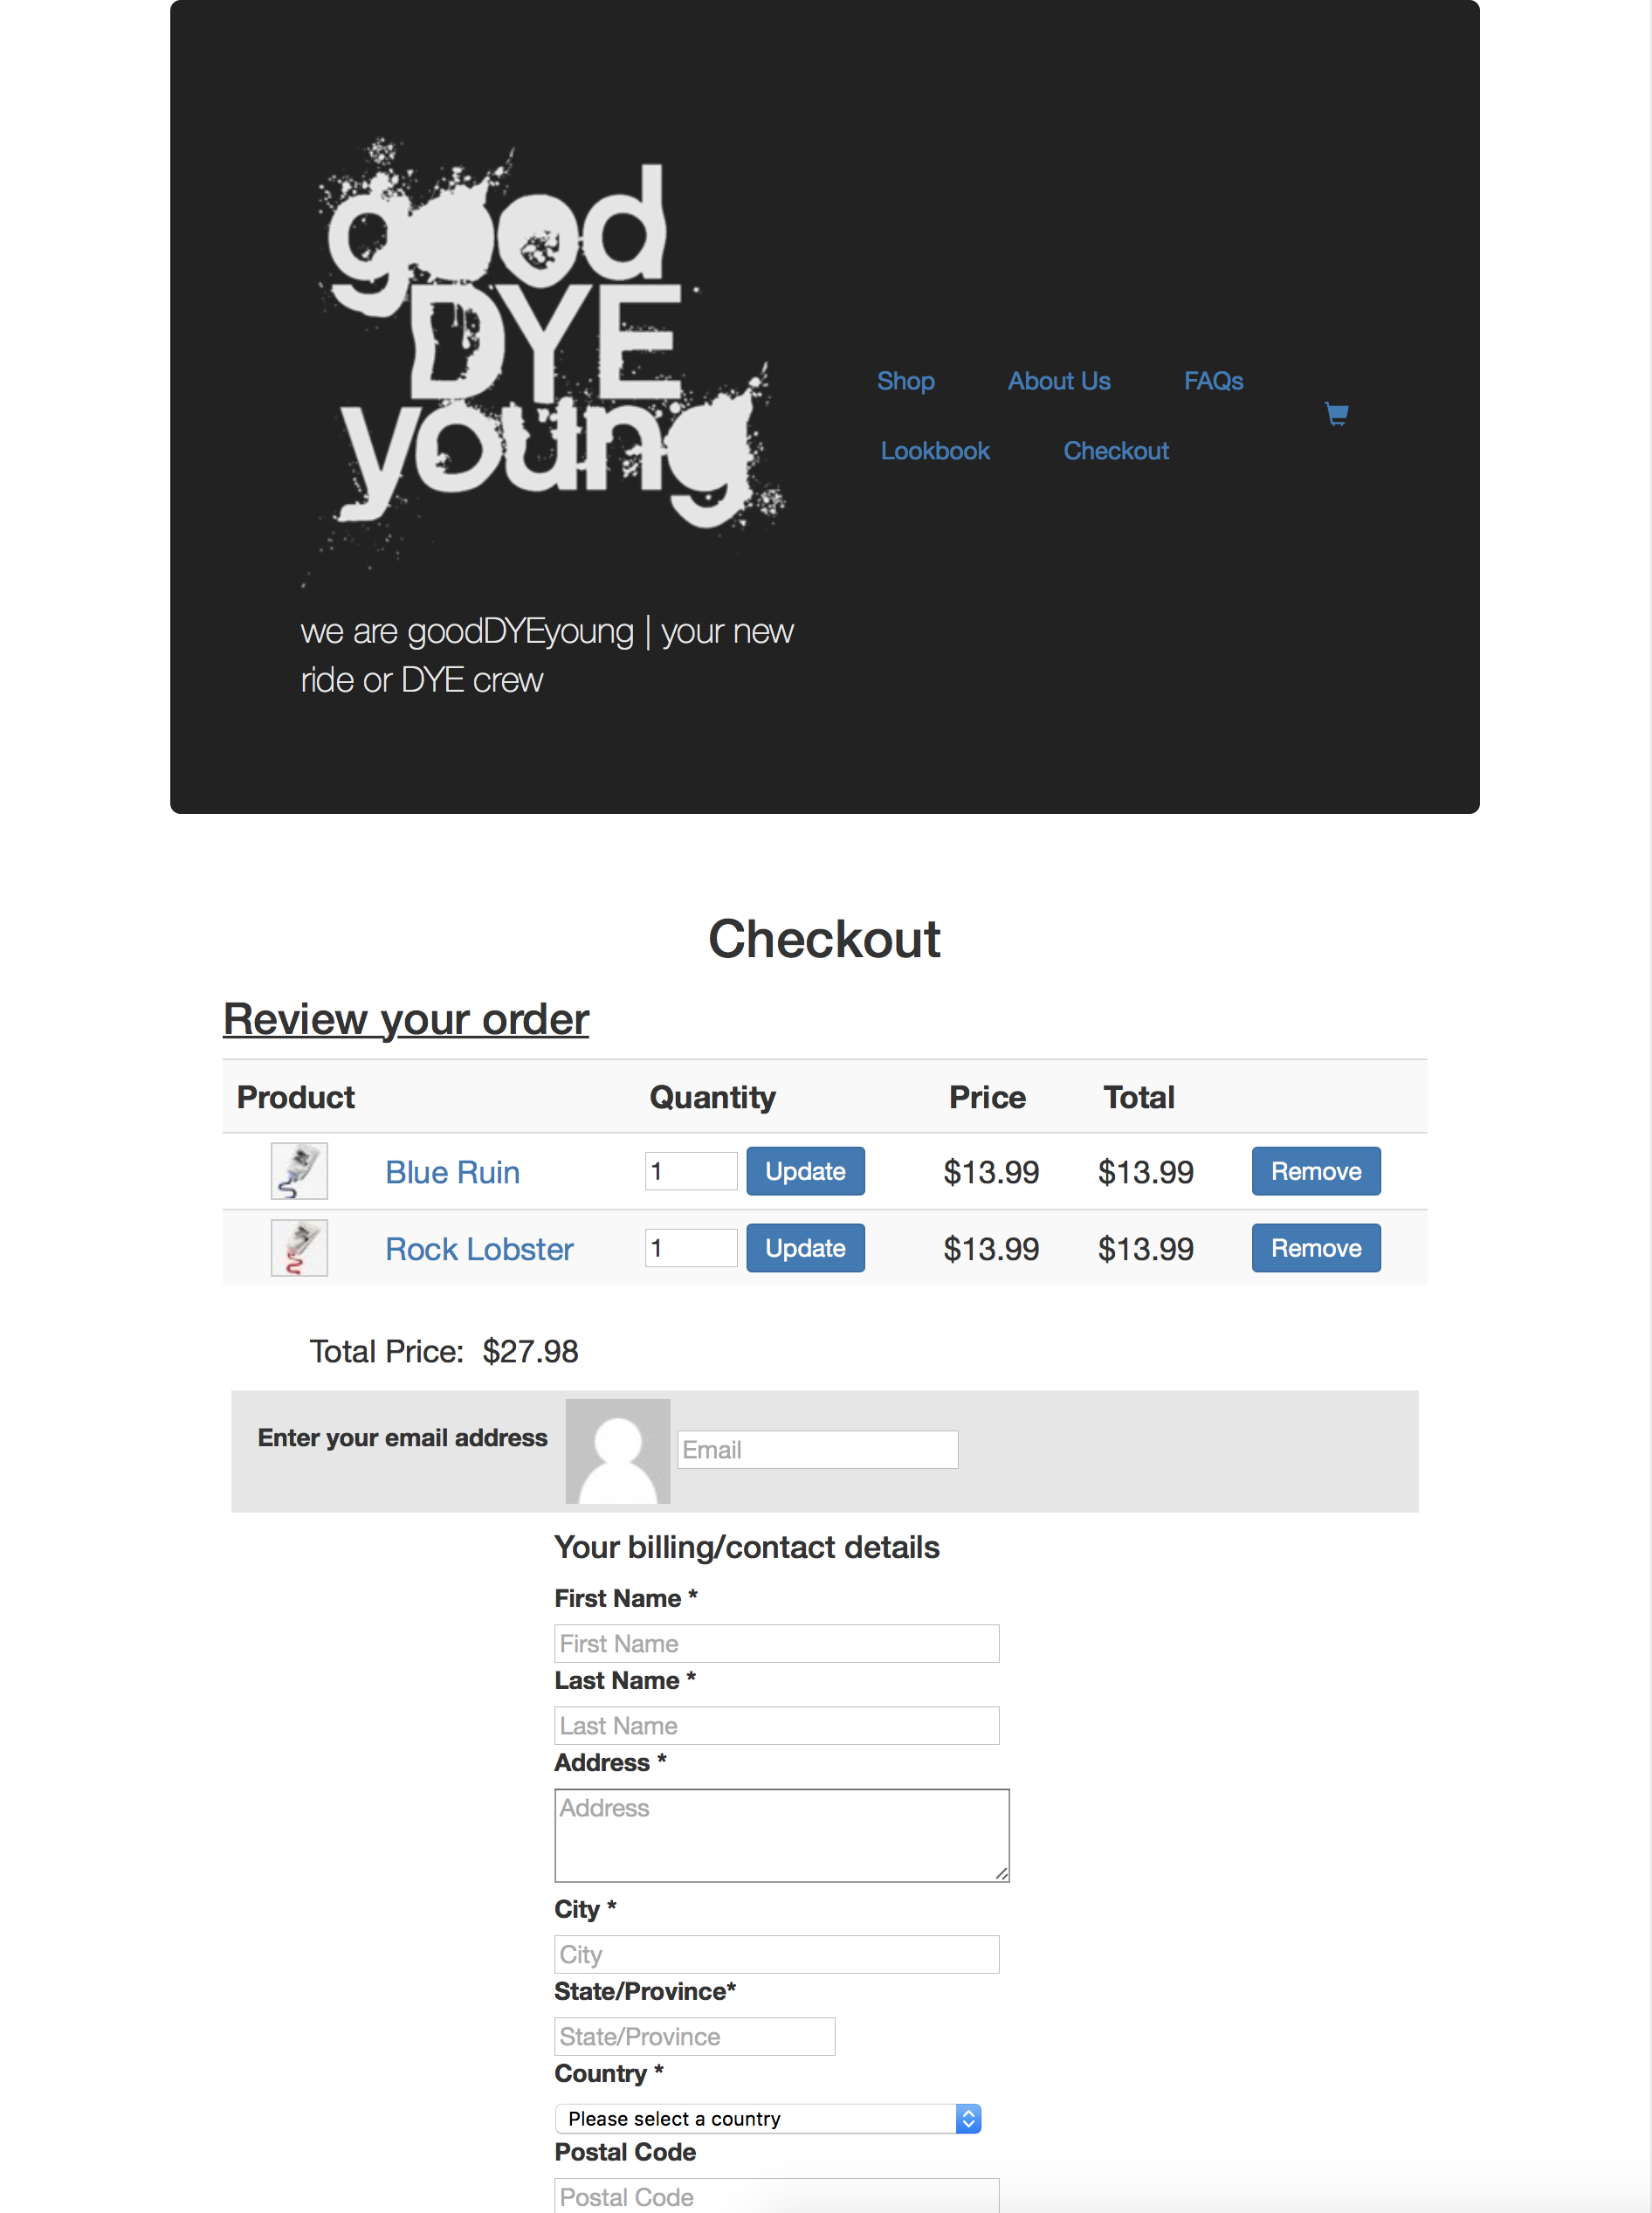 good
DYE
young
we are goodDYEyoung | your new
ride or DYE crew
Shop About Us FAQs
Lookbook Checkout
Checkout
Review your order
Product Quantity Price Total
Blue Ruin 1 Update $13.99 $13.99 Remove
Rock Lobster 1 Update $13.99 $13.99 Remove
Total Price: $27.98
Enter your email address Email
Your billing/contact details
First Name *
First Name
Last Name *
Last Name
Address *
Address
City *
City
State/Province*
State/Province
Country *
Please select a country
Postal Code
Postal Code